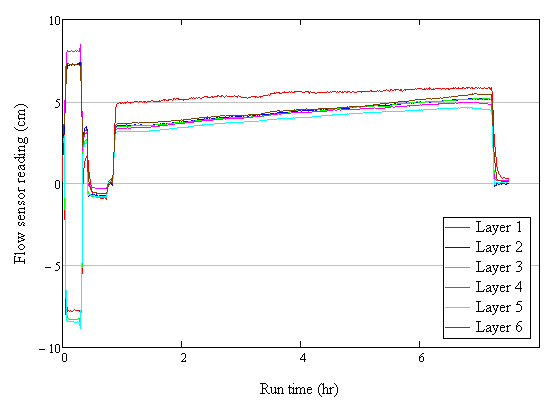 10
5
0
− 5
− 10
Flow sensor reading (cm)
0
2
4
6
Run time (hr)
Layer 1
Layer 2
Layer 3
Layer 4
Layer 5
Layer 6